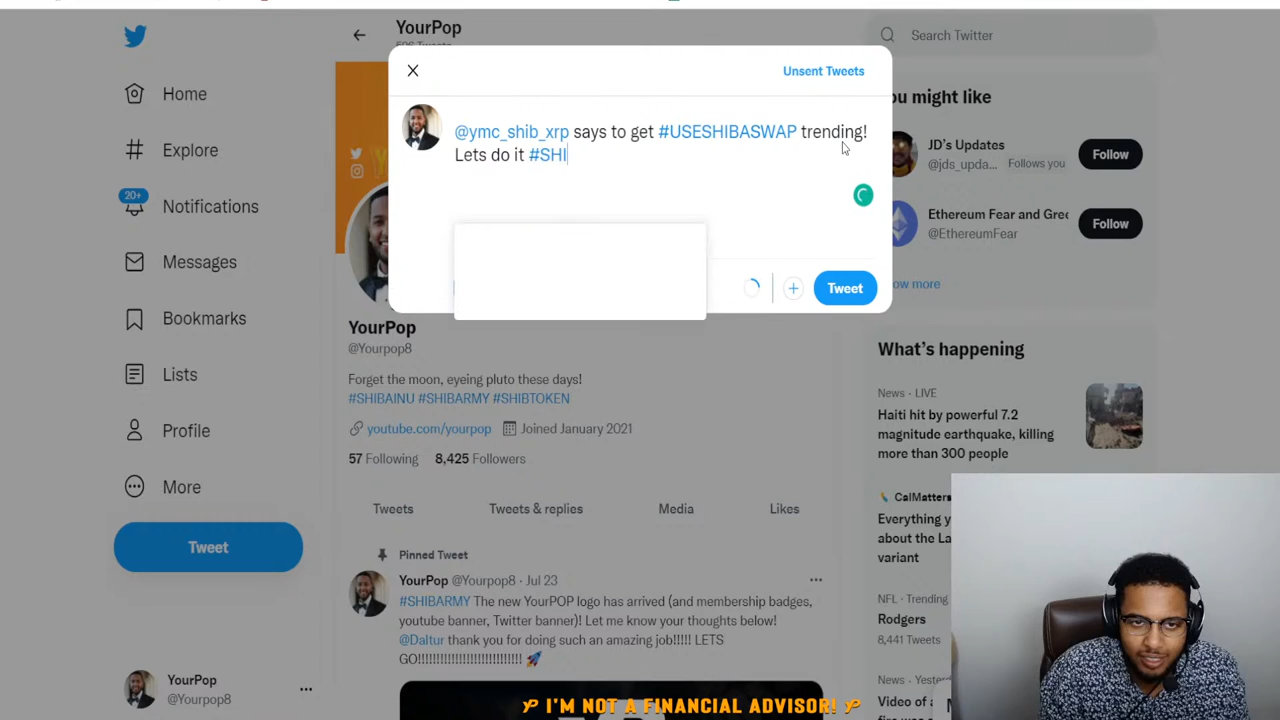 YourPop
596 Tweets
Search Twitter
Unsent Tweets
@ymc_shib_xrp says to get #USESHIBASWAP trending!
Lets do it #SHI
Tweet
Home
Explore
20+
Notifications
Messages
Bookmarks
Lists
Profile
More
Tweet
YourPop
@Yourpop8
YourPop
@Yourpop8
Forget the moon, eyeing pluto these days!
#SHIBAINU #SHIBARMY #SHIBTOKEN
youtube.com/yourpop Joined January 2021
57 Following 8,425 Followers
Tweets Tweets & replies Media Likes
Pinned Tweet
YourPop @Yourpop8 · Jul 23
#SHIBARMY The new YourPOP logo has arrived (and membership badges,
youtube banner, Twitter banner)! Let me know your thoughts below!
@Daltur thank you for doing such an amazing job!!!!! LETS
GO!!!!!!!!!!!!!!!!!!!!!!!!!!!! 🚀
ou might like
JD's Updates
@jds_upda... Follows you
Follow
Ethereum Fear and Gree
@EthereumFear
Follow
ow more
What's happening
News · LIVE
Haiti hit by powerful 7.2
magnitude earthquake, killing
more than 300 people
CalMatters
Everything y
about the La
variant
NFL · Trending
Rodgers
8,441 Tweets
News · Yesterd
Video of a
I'M NOT A FINANCIAL ADVISOR!